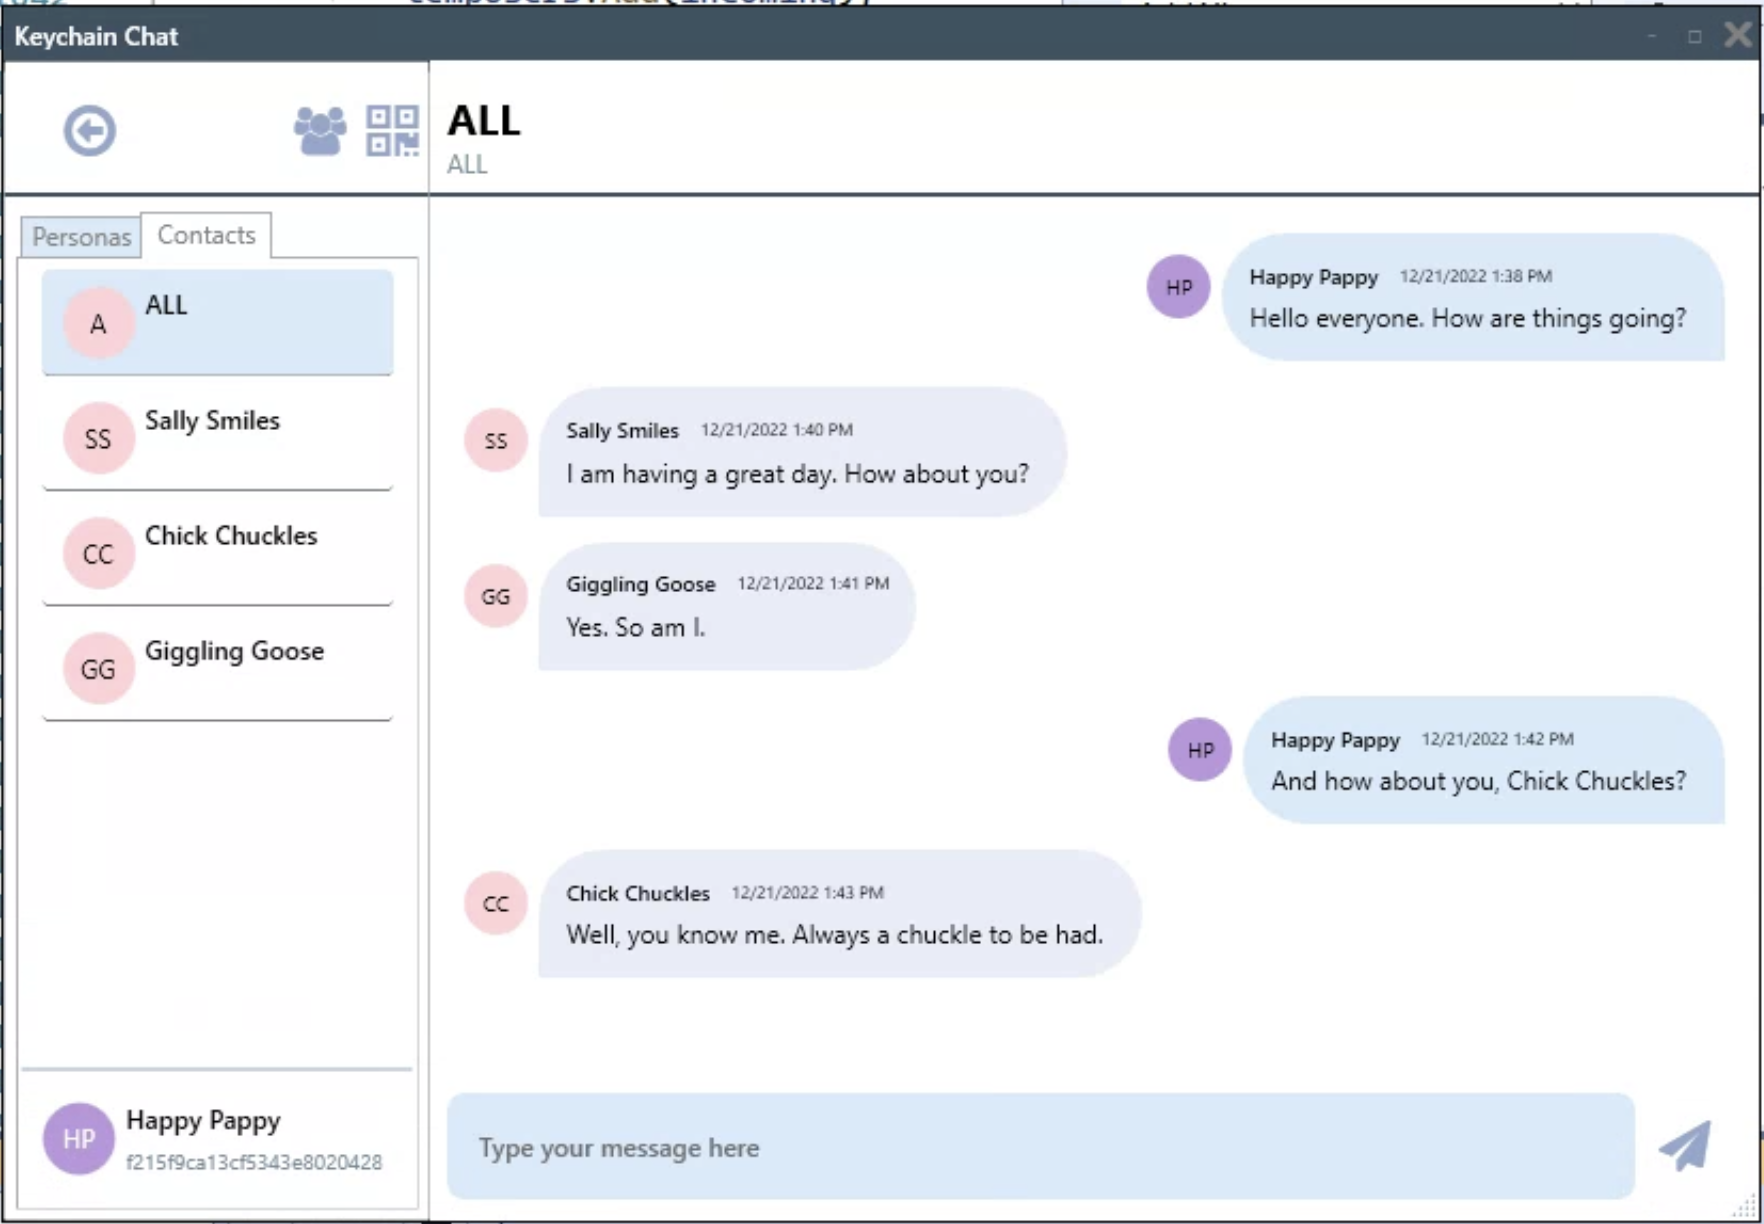 Keychain Chat
ALL
ALL
Personas
Contacts
A
ALL
SS
Sally Smiles
CC
Chick Chuckles
GG
Giggling Goose
HP
Happy Pappy
f215f9ca13cf5343e8020428
HP
Happy Pappy 12/21/2022 1:38 PM
Hello everyone. How are things going?
SS
Sally Smiles 12/21/2022 1:40 PM
I am having a great day. How about you?
GG
Giggling Goose 12/21/2022 1:41 PM
Yes. So am I.
HP
Happy Pappy 12/21/2022 1:42 PM
And how about you, Chick Chuckles?
CC
Chick Chuckles 12/21/2022 1:43 PM
Well, you know me. Always a chuckle to be had.
Type your message here